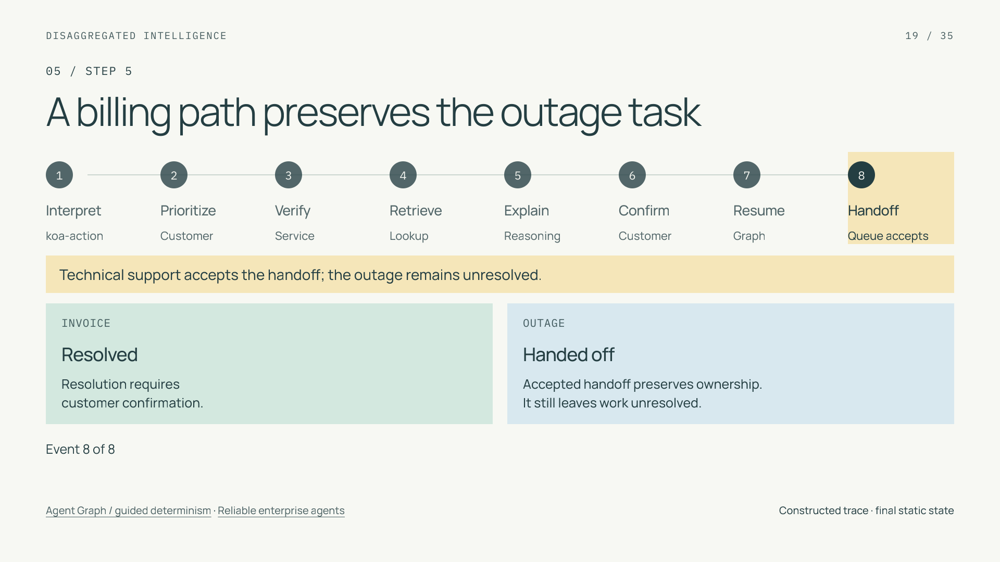 DISAGGREGATED INTELLIGENCE
19 / 35
05 / STEP 5
A billing path preserves the outage task
1 2 3 4 5 6 7 8
Interpret Prioritize Verify Retrieve Explain Confirm Resume Handoff
koa-action Customer Service Lookup Reasoning Customer Graph Queue accepts
Technical support accepts the handoff; the outage remains unresolved.
INVOICE
Resolved
Resolution requires
customer confirmation.
OUTAGE
Handed off
Accepted handoff preserves ownership.
It still leaves work unresolved.
Event 8 of 8
Agent Graph / guided determinism · Reliable enterprise agents
Constructed trace · final static state